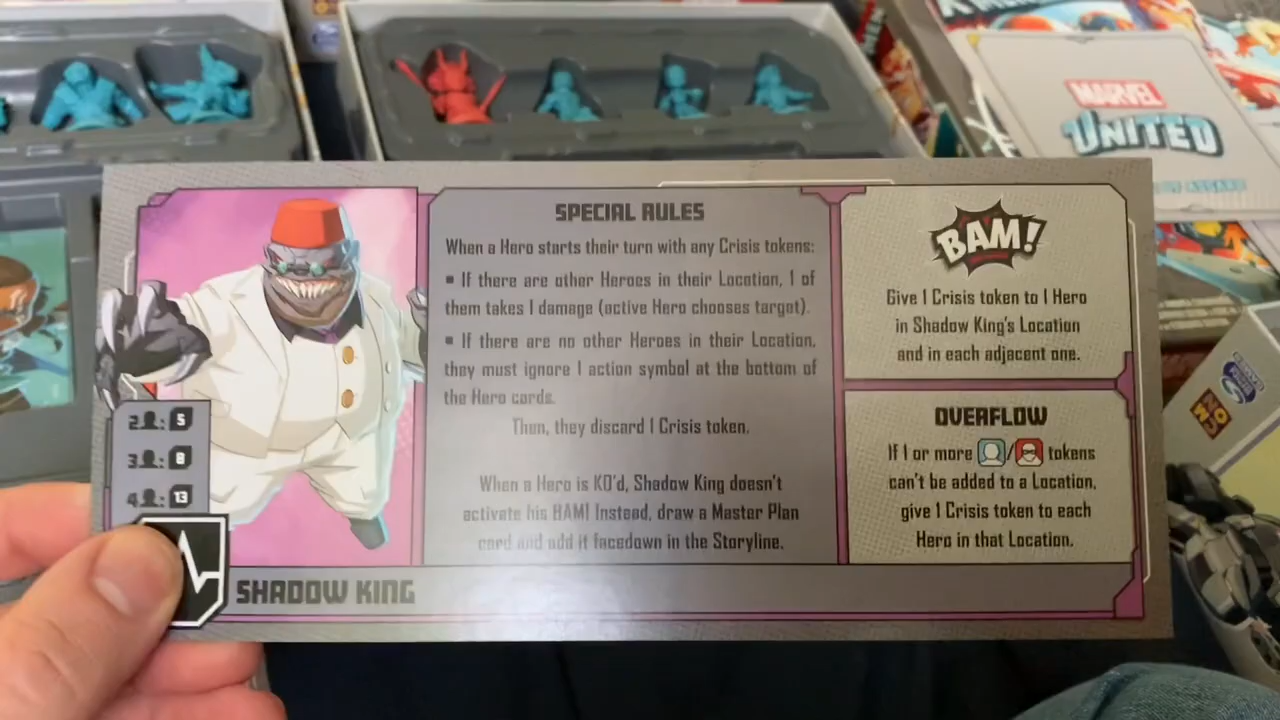 MARVEL
UNITED
SPECIAL RULES
When a Hero starts their turn with any Crisis tokens:
▪ If there are other Heroes in their Location, 1 of
them takes 1 damage (active Hero chooses target).
▪ If there are no other Heroes in their Location,
they must ignore 1 action symbol at the bottom of
the Hero cards.
Then, they discard 1 Crisis token.
When a Hero is KO'd, Shadow King doesn't
activate his BAM! Instead, draw a Master Plan
card and add it facedown in the Storyline.
BAM!
Give 1 Crisis token to 1 Hero
in Shadow King's Location
and in each adjacent one.
OVERFLOW
If 1 or more / tokens
can't be added to a Location,
give 1 Crisis token to each
Hero in that Location.
2 : 5
3 : 8
4 : 13
SHADOW KING
CMON